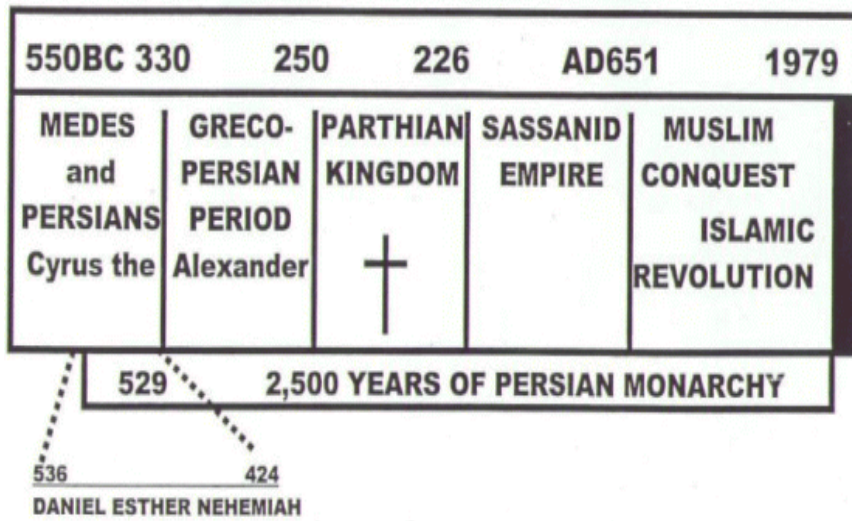 550BC 330 250 226 AD651 1979
MEDES
and
PERSIANS
Cyrus the
GRECO-
PERSIAN
PERIOD
Alexander
PARTHIAN
KINGDOM
SASSANID
EMPIRE
MUSLIM
CONQUEST
ISLAMIC
REVOLUTION
529 2,500 YEARS OF PERSIAN MONARCHY
536 424
DANIEL ESTHER NEHEMIAH